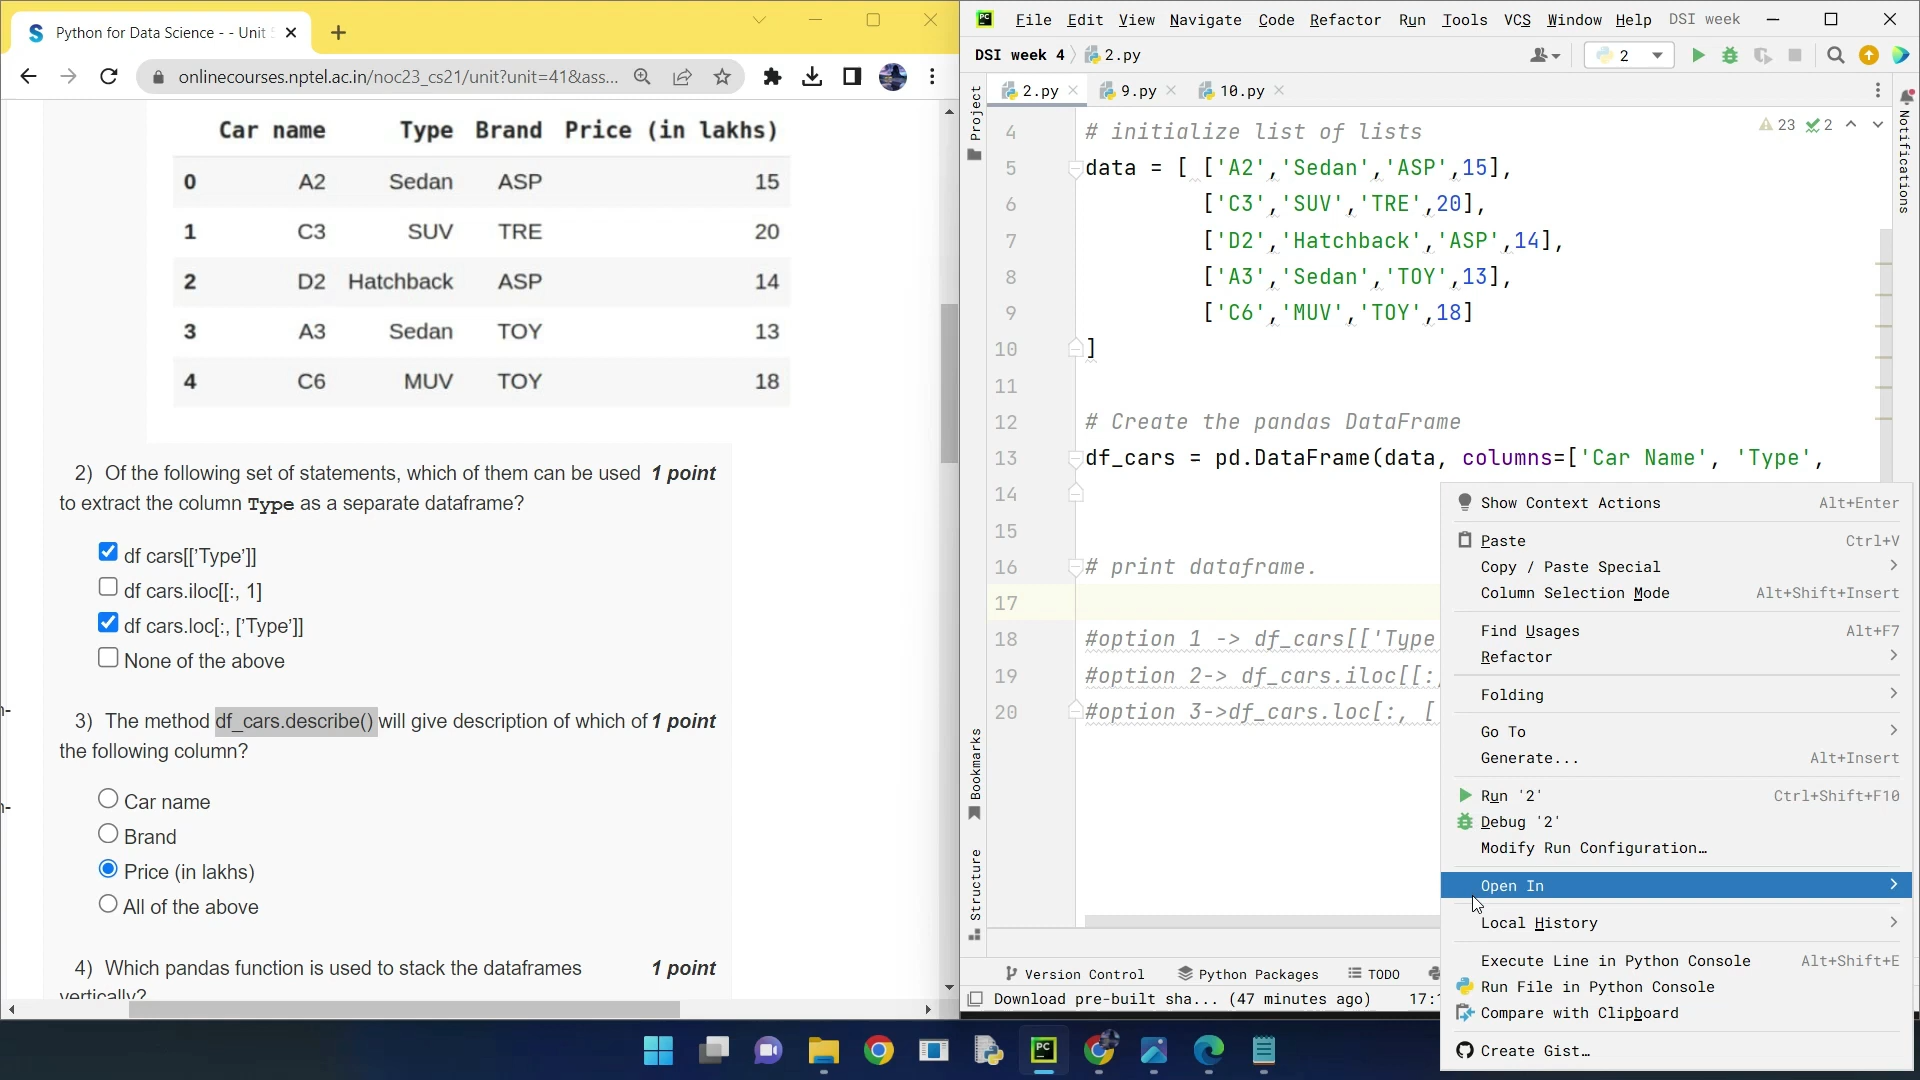 Python for Data Science - - Unit
onlinecourses.nptel.ac.in/noc23_cs21/unit?unit=41&ass...
Car name Type Brand Price (in lakhs)
0 A2 Sedan ASP 15
1 C3 SUV TRE 20
2 D2 Hatchback ASP 14
3 A3 Sedan TOY 13
4 C6 MUV TOY 18
2) Of the following set of statements, which of them can be used 1 point
to extract the column Type as a separate dataframe?
df cars[['Type']]
df cars.iloc[[:, 1]
df cars.loc[:, ['Type']]
None of the above
3) The method df_cars.describe() will give description of which of 1 point
the following column?
Car name
Brand
Price (in lakhs)
All of the above
4) Which pandas function is used to stack the dataframes 1 point
vertically?
PC File Edit View Navigate Code Refactor Run Tools VCS Window Help DSI week
DSI week 4 2.py 2
2.py 9.py 10.py
Project
Notifications
23 2
4 # initialize list of lists
5 data = [ ['A2','Sedan','ASP',15],
6 ['C3','SUV','TRE',20],
7 ['D2','Hatchback','ASP',14],
8 ['A3','Sedan','TOY',13],
9 ['C6','MUV','TOY',18]
10 ]
11
12 # Create the pandas DataFrame
13 df_cars = pd.DataFrame(data, columns=['Car Name', 'Type',
14
15
16 # print dataframe.
17
18 #option 1 -> df_cars[['Type
19 #option 2-> df_cars.iloc[[:,
20 #option 3->df_cars.loc[:, [
Bookmarks
Structure
Show Context Actions Alt+Enter
Paste Ctrl+V
Copy / Paste Special
Column Selection Mode Alt+Shift+Insert
Find Usages Alt+F7
Refactor
Folding
Go To
Generate... Alt+Insert
Run '2' Ctrl+Shift+F10
Debug '2'
Modify Run Configuration…
Open In
Local History
Execute Line in Python Console Alt+Shift+E
Run File in Python Console
Compare with Clipboard
Create Gist…
Version Control Python Packages TODO
Download pre-built sha... (47 minutes ago) 17:1
PC